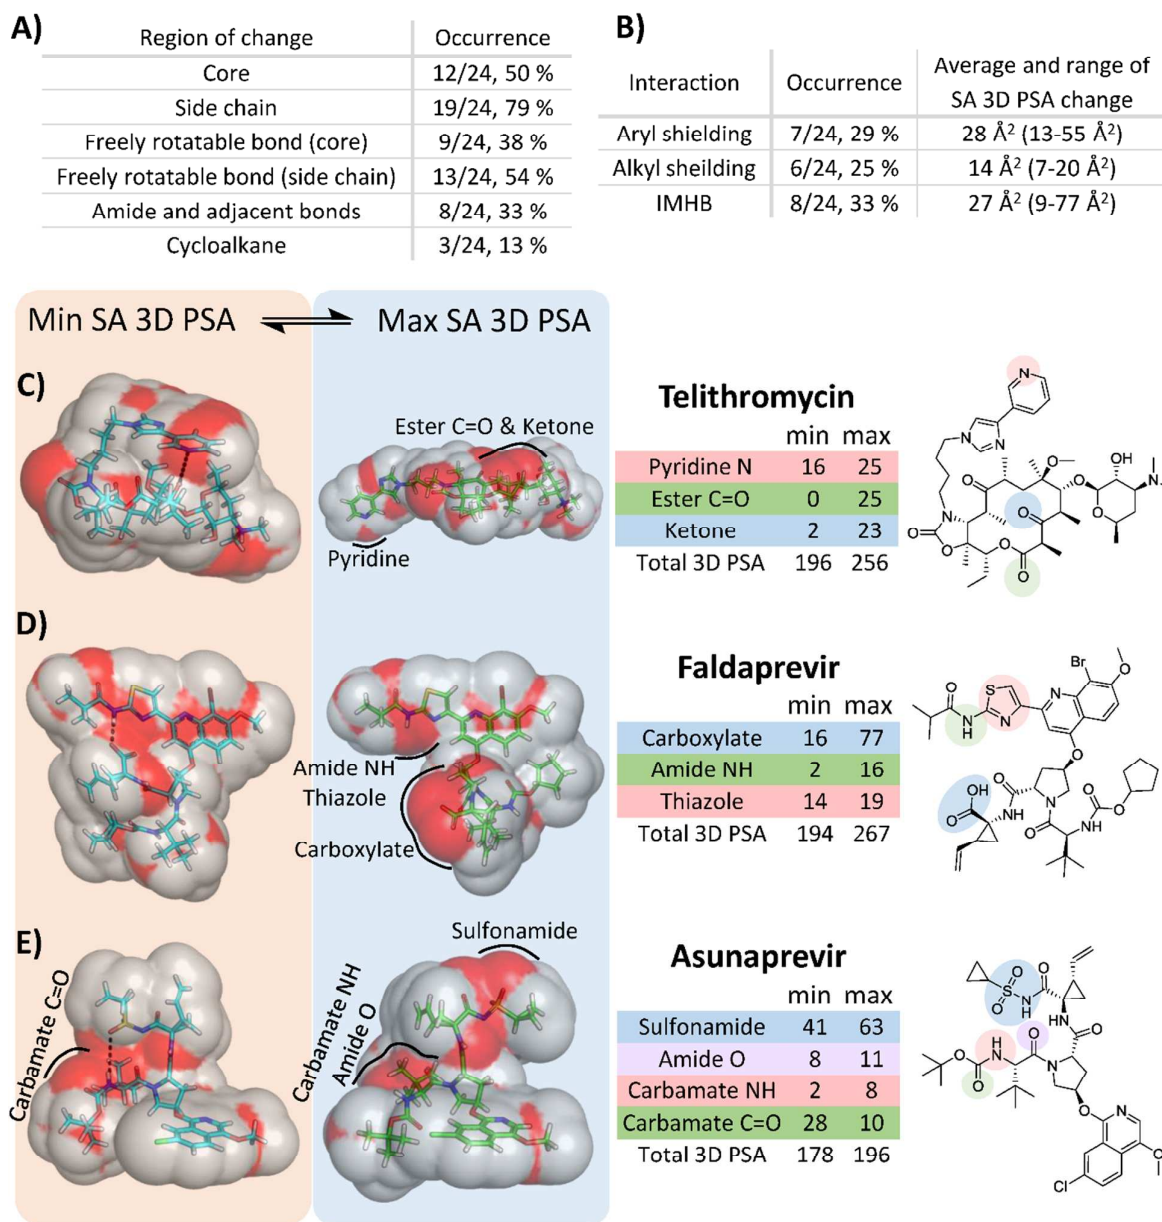 A)
Region of change Occurrence
Core 12/24, 50 %
Side chain 19/24, 79 %
Freely rotatable bond (core) 9/24, 38 %
Freely rotatable bond (side chain) 13/24, 54 %
Amide and adjacent bonds 8/24, 33 %
Cycloalkane 3/24, 13 %
B)
Interaction Occurrence Average and range of
SA 3D PSA change
Aryl shielding 7/24, 29 % 28 Å² (13-55 Å²)
Alkyl sheilding 6/24, 25 % 14 Å² (7-20 Å²)
IMHB 8/24, 33 % 27 Å² (9-77 Å²)
Min SA 3D PSA Max SA 3D PSA
C)
Ester C=O & Ketone
Pyridine
Telithromycin
min max
Pyridine N 16 25
Ester C=O 0 25
Ketone 2 23
Total 3D PSA 196 256
N
N
N
O
O
O
OH
N
O
N
O
O
O
O
O
O
D)
Amide NH
Thiazole
Carboxylate
Faldaprevir
min max
Carboxylate 16 77
Amide NH 2 16
Thiazole 14 19
Total 3D PSA 194 267
Br
O
S
O
N
H
N
N
O
OH
O
O
N
H
N
O
H
N
O
O
E)
Carbamate C=O
Sulfonamide
Carbamate NH
Amide O
Asunaprevir
min max
Sulfonamide 41 63
Amide O 8 11
Carbamate NH 2 8
Carbamate C=O 28 10
Total 3D PSA 178 196
O
O
S
O
N
H
NH
O
O
H
N
O
O
N
O
N
O
Cl